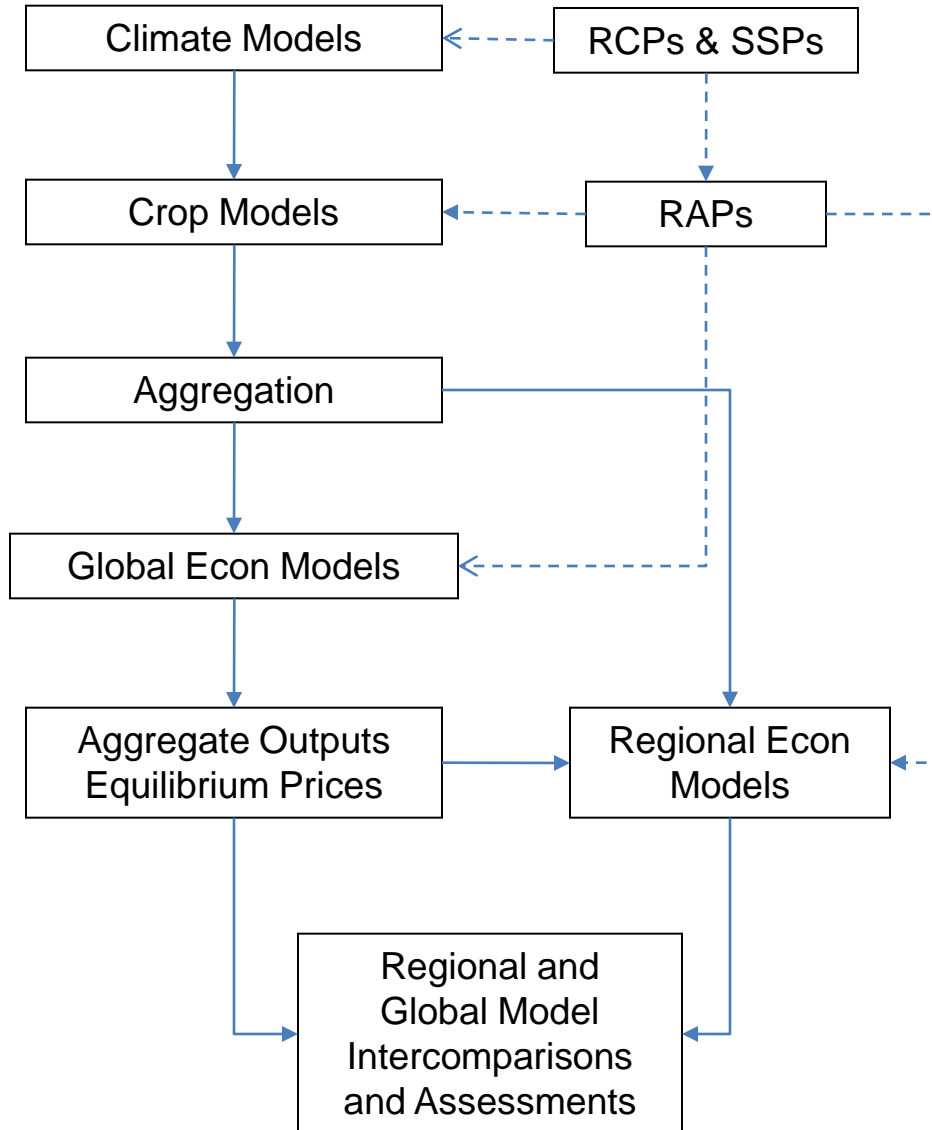 Climate Models
RCPs & SSPs
Crop Models
RAPs
Aggregation
Global Econ Models
Aggregate Outputs
Equilibrium Prices
Regional Econ
Models
Regional and
Global Model
Intercomparisons
and Assessments